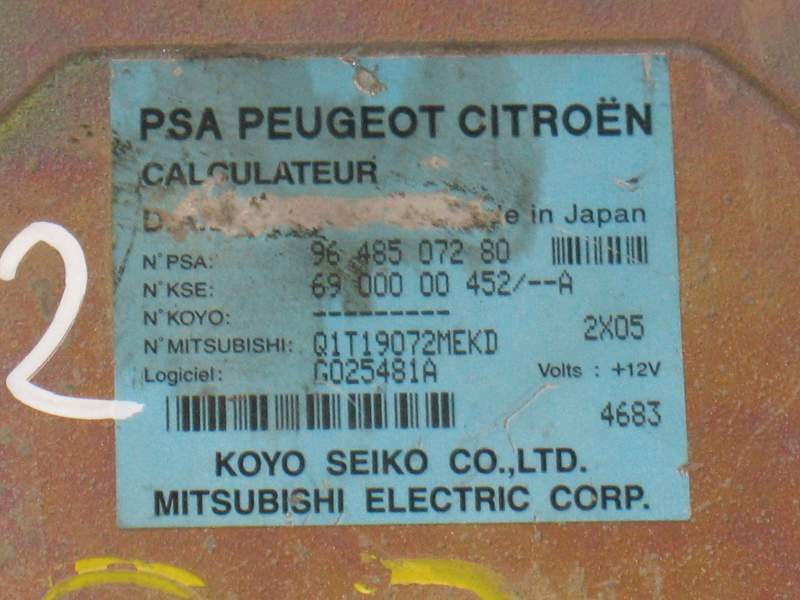 PSA PEUGEOT CITROËN
CALCULATEUR
in Japan
N°PSA: 96 485 072 80
N°KSE: 69 000 00 452/--A
N°KOYO: ----------
N°MITSUBISHI: Q1T19072MEKD 2X05
Logiciel: G025481A Volts : +12V
4683
KOYO SEIKO CO.,LTD.
MITSUBISHI ELECTRIC CORP.
2